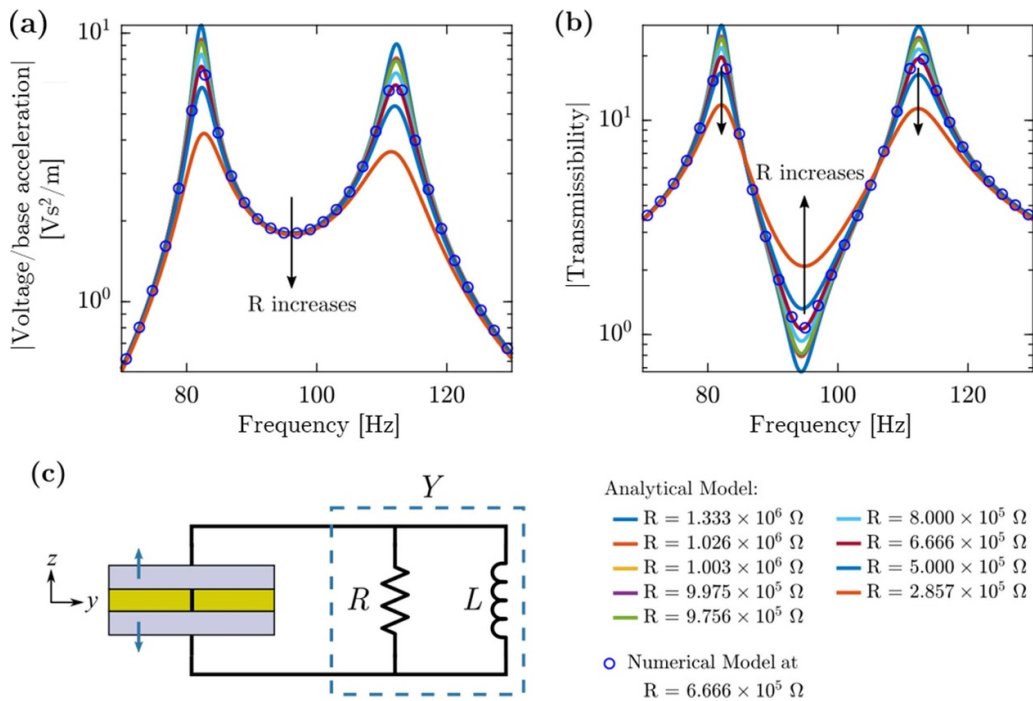 (a)
|Voltage/base accleration|
[Vs²/m]
10¹
10⁰
R increases
80 100 120
Frequency [Hz]
(b)
|Transmissibility|
10¹
10⁰
R increases
80 100 120
Frequency [Hz]
(c)
z
y
Y
R
L
Analytical Model:
R = 1.333 × 10⁶ Ω
R = 1.026 × 10⁶ Ω
R = 1.003 × 10⁶ Ω
R = 9.975 × 10⁵ Ω
R = 9.756 × 10⁵ Ω
R = 8.000 × 10⁵ Ω
R = 6.666 × 10⁵ Ω
R = 5.000 × 10⁵ Ω
R = 2.857 × 10⁵ Ω
Numerical Model at
R = 6.666 × 10⁵ Ω